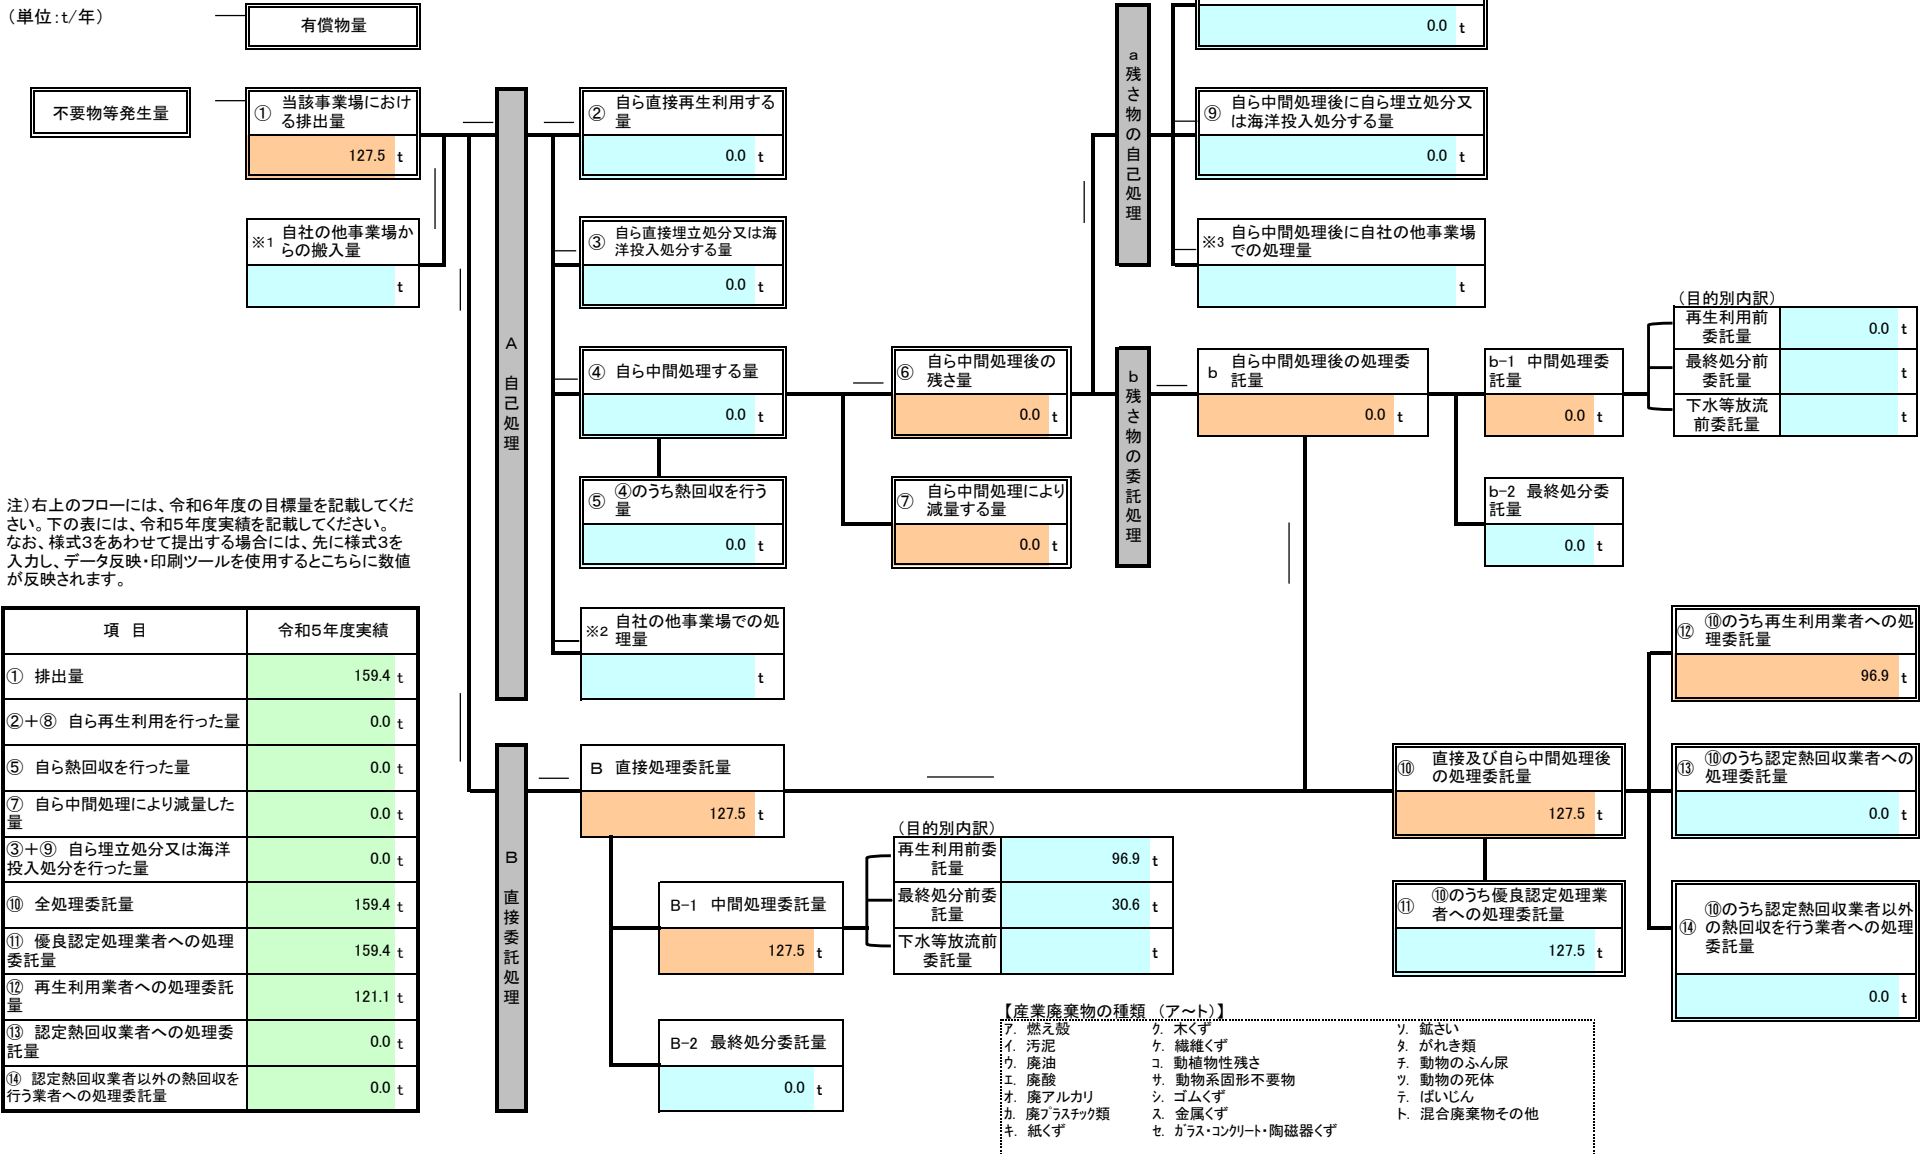 （単位：t/年）
有償物量
不要物等発生量
① 当該事業場におけ
る排出量
127.5 t
※1 自社の他事業場か
らの搬入量
t
A 自己処理
② 自ら直接再生利用する
量
0.0 t
③ 自ら直接埋立処分又は海
洋投入処分する量
0.0 t
④ 自ら中間処理する量
0.0 t
⑤ ④のうち熱回収を行う
量
0.0 t
※2 自社の他事業場での処
理量
t
⑥ 自ら中間処理後の
残さ量
0.0 t
⑦ 自ら中間処理により
減量する量
0.0 t
a 残さ物の自己処理
0.0 t
⑨ 自ら中間処理後に自ら埋立処分又
は海洋投入処分する量
0.0 t
※3 自ら中間処理後に自社の他事業場
での処理量
t
b 残さ物の委託処理
b 自ら中間処理後の処理委
託量
0.0 t
b-1 中間処理委
託量
0.0 t
b-2 最終処分委
託量
0.0 t
（目的別内訳）
再生利用前
委託量
0.0 t
最終処分前
委託量
t
下水等放流
前委託量
t
注）右上のフローには、令和6年度の目標量を記載してくだ
さい。下の表には、令和5年度実績を記載してください。
なお、様式3をあわせて提出する場合には、先に様式3を
入力し、データ反映・印刷ツールを使用するとこちらに数値
が反映されます。
項 目 令和5年度実績
① 排出量 159.4 t
②＋⑧ 自ら再生利用を行った量 0.0 t
⑤ 自ら熱回収を行った量 0.0 t
⑦ 自ら中間処理により減量した
量 0.0 t
③＋⑨ 自ら埋立処分又は海洋
投入処分を行った量 0.0 t
⑩ 全処理委託量 159.4 t
⑪ 優良認定処理業者への処理
委託量 159.4 t
⑫ 再生利用業者への処理委託
量 121.1 t
⑬ 認定熱回収業者への処理委
託量 0.0 t
⑭ 認定熱回収業者以外の熱回収を
行う業者への処理委託量 0.0 t
B 直接委託処理
B 直接処理委託量
127.5 t
B-1 中間処理委託量
127.5 t
B-2 最終処分委託量
0.0 t
（目的別内訳）
再生利用前委
託量
96.9 t
最終処分前委
託量
30.6 t
下水等放流前
委託量
t
⑩ 直接及び自ら中間処理後
の処理委託量
127.5 t
⑪ ⑩のうち優良認定処理業
者への処理委託量
127.5 t
⑫ ⑩のうち再生利用業者への処
理委託量
96.9 t
⑬ ⑩のうち認定熱回収業者への
処理委託量
0.0 t
⑭ ⑩のうち認定熱回収業者以外
の熱回収を行う業者への処理
委託量
0.0 t
【産業廃棄物の種類 （ア～ト）】
ア. 燃え殻 ク. 木くず ソ. 鉱さい
イ. 汚泥 ケ. 繊維くず タ. がれき類
ウ. 廃油 コ. 動植物性残さ チ. 動物のふん尿
エ. 廃酸 サ. 動物系固形不要物 ツ. 動物の死体
オ. 廃アルカリ シ. ゴムくず テ. ばいじん
カ. 廃プラスチック類 ス. 金属くず ト. 混合廃棄物その他
キ. 紙くず セ. ガラス・コンクリート・陶磁器くず